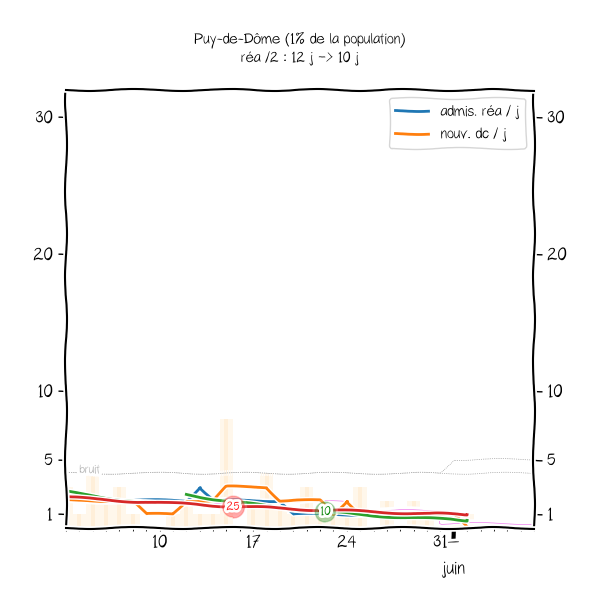 Puy-de-Dôme (1% de la population)
réa /2 : 12 j -> 10 j
admis. réa / j
nouv. dc / j
30 30
20 20
10 10
5 5
1 1
bruit
25
10
10 17 24 31
juin